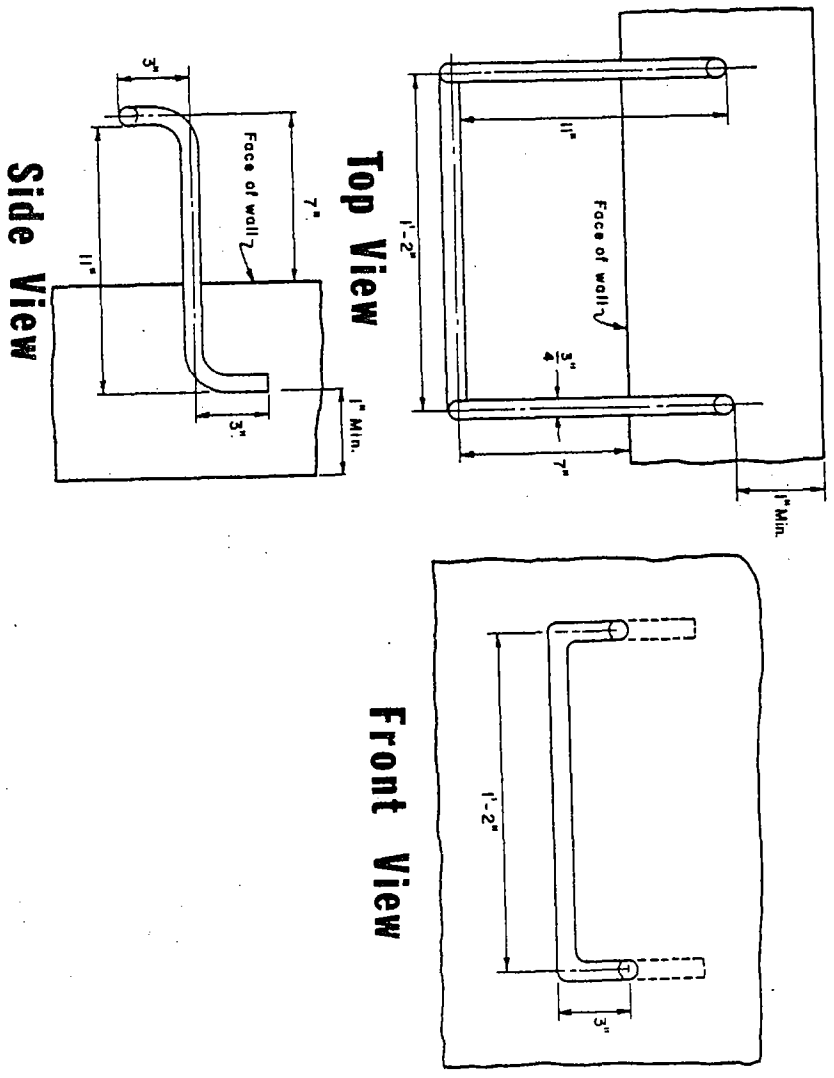 11"
Face of wall
1'-2"
3/4"
7"
1" Min.
Top View
3"
7"
Face of wall
11"
3"
1" Min.
Side View
1'-2"
3"
Front View